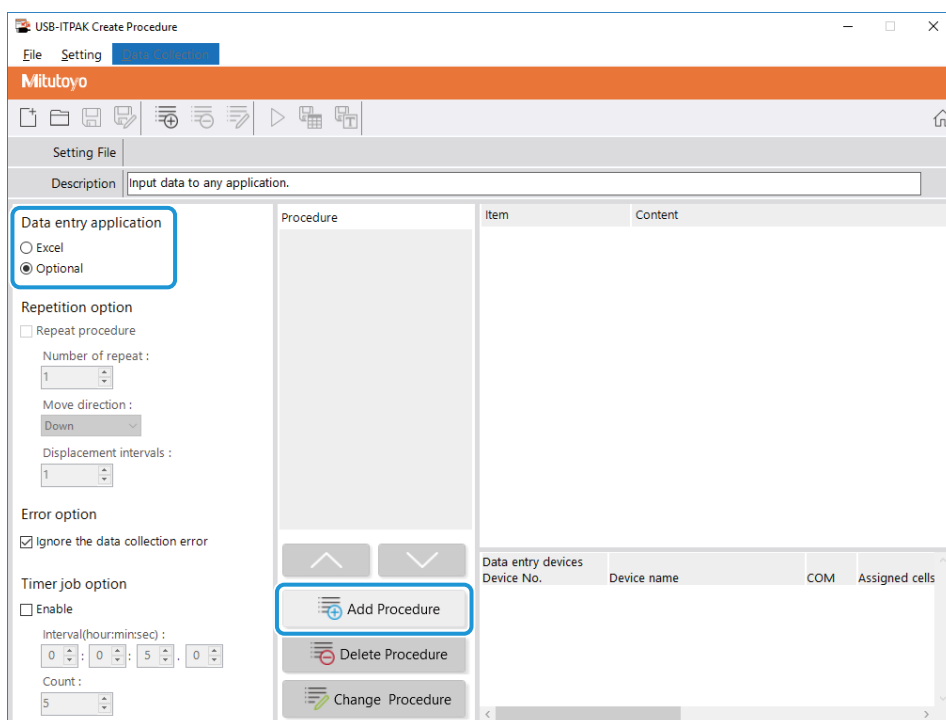 USB-ITPAK Create Procedure
File Setting Data Collection
Mitutoyo
Setting File
Description Input data to any application.
Data entry application
Excel
Optional
Repetition option
Repeat procedure
Number of repeat :
1
Move direction :
Down
Displacement intervals :
1
Error option
Ignore the data collection error
Timer job option
Enable
Interval(hour:min:sec) :
0 : 0 : 5 . 0
Count :
5
Procedure
Add Procedure
Delete Procedure
Change Procedure
Item Content
Data entry devices
Device No. Device name COM Assigned cells